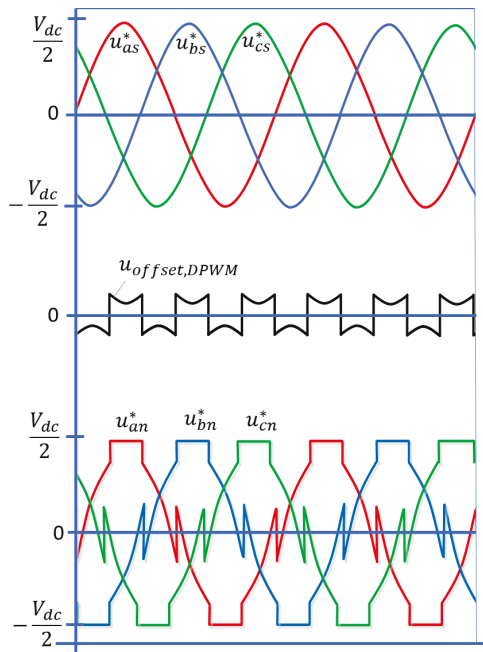 V_dc/2
u*_as u*_bs u*_cs
0
-V_dc/2
u_offset,DPWM
0
u*_an u*_bn u*_cn
V_dc/2
0
-V_dc/2